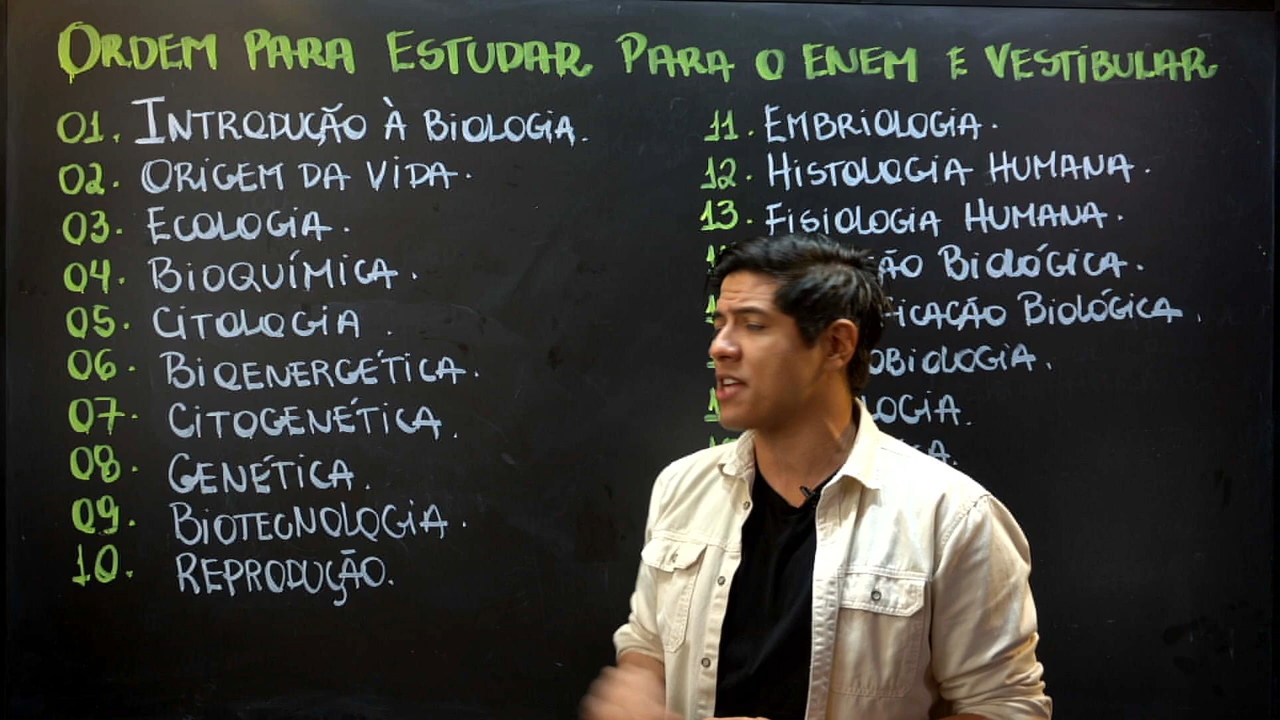 ORDEM PARA ESTUDAR PARA O ENEM E VESTIBULAR
01. INTRODUÇÃO À BIOLOGIA.
02. ORIGEM DA VIDA.
03. ECOLOGIA.
04. BIOQUÍMICA.
05. CITOLOGIA.
06. BIOENERGÉTICA.
07. CITOGENÉTICA.
08. GENÉTICA.
09. BIOTECNOLOGIA.
10. REPRODUÇÃO.
11. EMBRIOLOGIA.
12. HISTOLOGIA HUMANA.
13. FISIOLOGIA HUMANA.
BIOLÓGICA.
BIOLÓGICA.